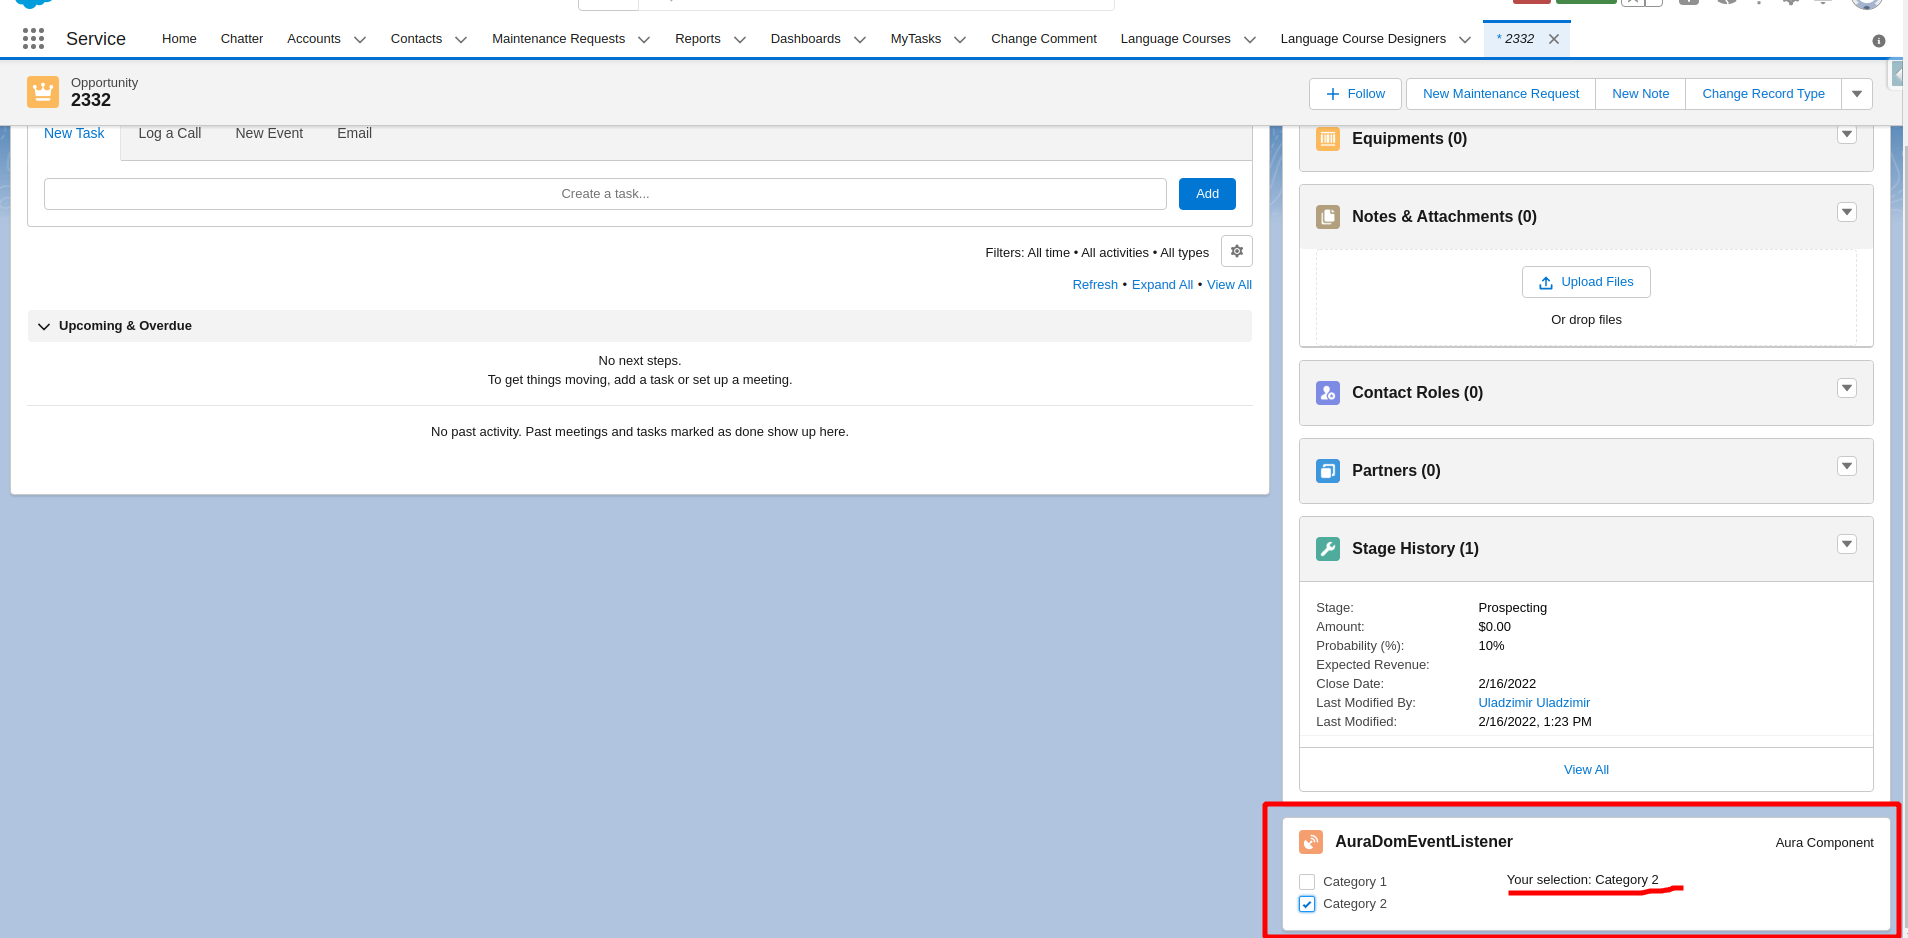 Service
Home
Chatter
Accounts
Contacts
Maintenance Requests
Reports
Dashboards
MyTasks
Change Comment
Language Courses
Language Course Designers
* 2332
Opportunity
2332
Follow
New Maintenance Request
New Note
Change Record Type
New Task
Log a Call
New Event
Email
Create a task...
Add
Filters: All time • All activities • All types
Refresh • Expand All • View All
Upcoming & Overdue
No next steps.
To get things moving, add a task or set up a meeting.
No past activity. Past meetings and tasks marked as done show up here.
Equipments (0)
Notes & Attachments (0)
Upload Files
Or drop files
Contact Roles (0)
Partners (0)
Stage History (1)
Stage: Prospecting
Amount: $0.00
Probability (%): 10%
Expected Revenue:
Close Date: 2/16/2022
Last Modified By: Uladzimir Uladzimir
Last Modified: 2/16/2022, 1:23 PM
View All
AuraDomEventListener
Aura Component
Category 1
Category 2
Your selection: Category 2